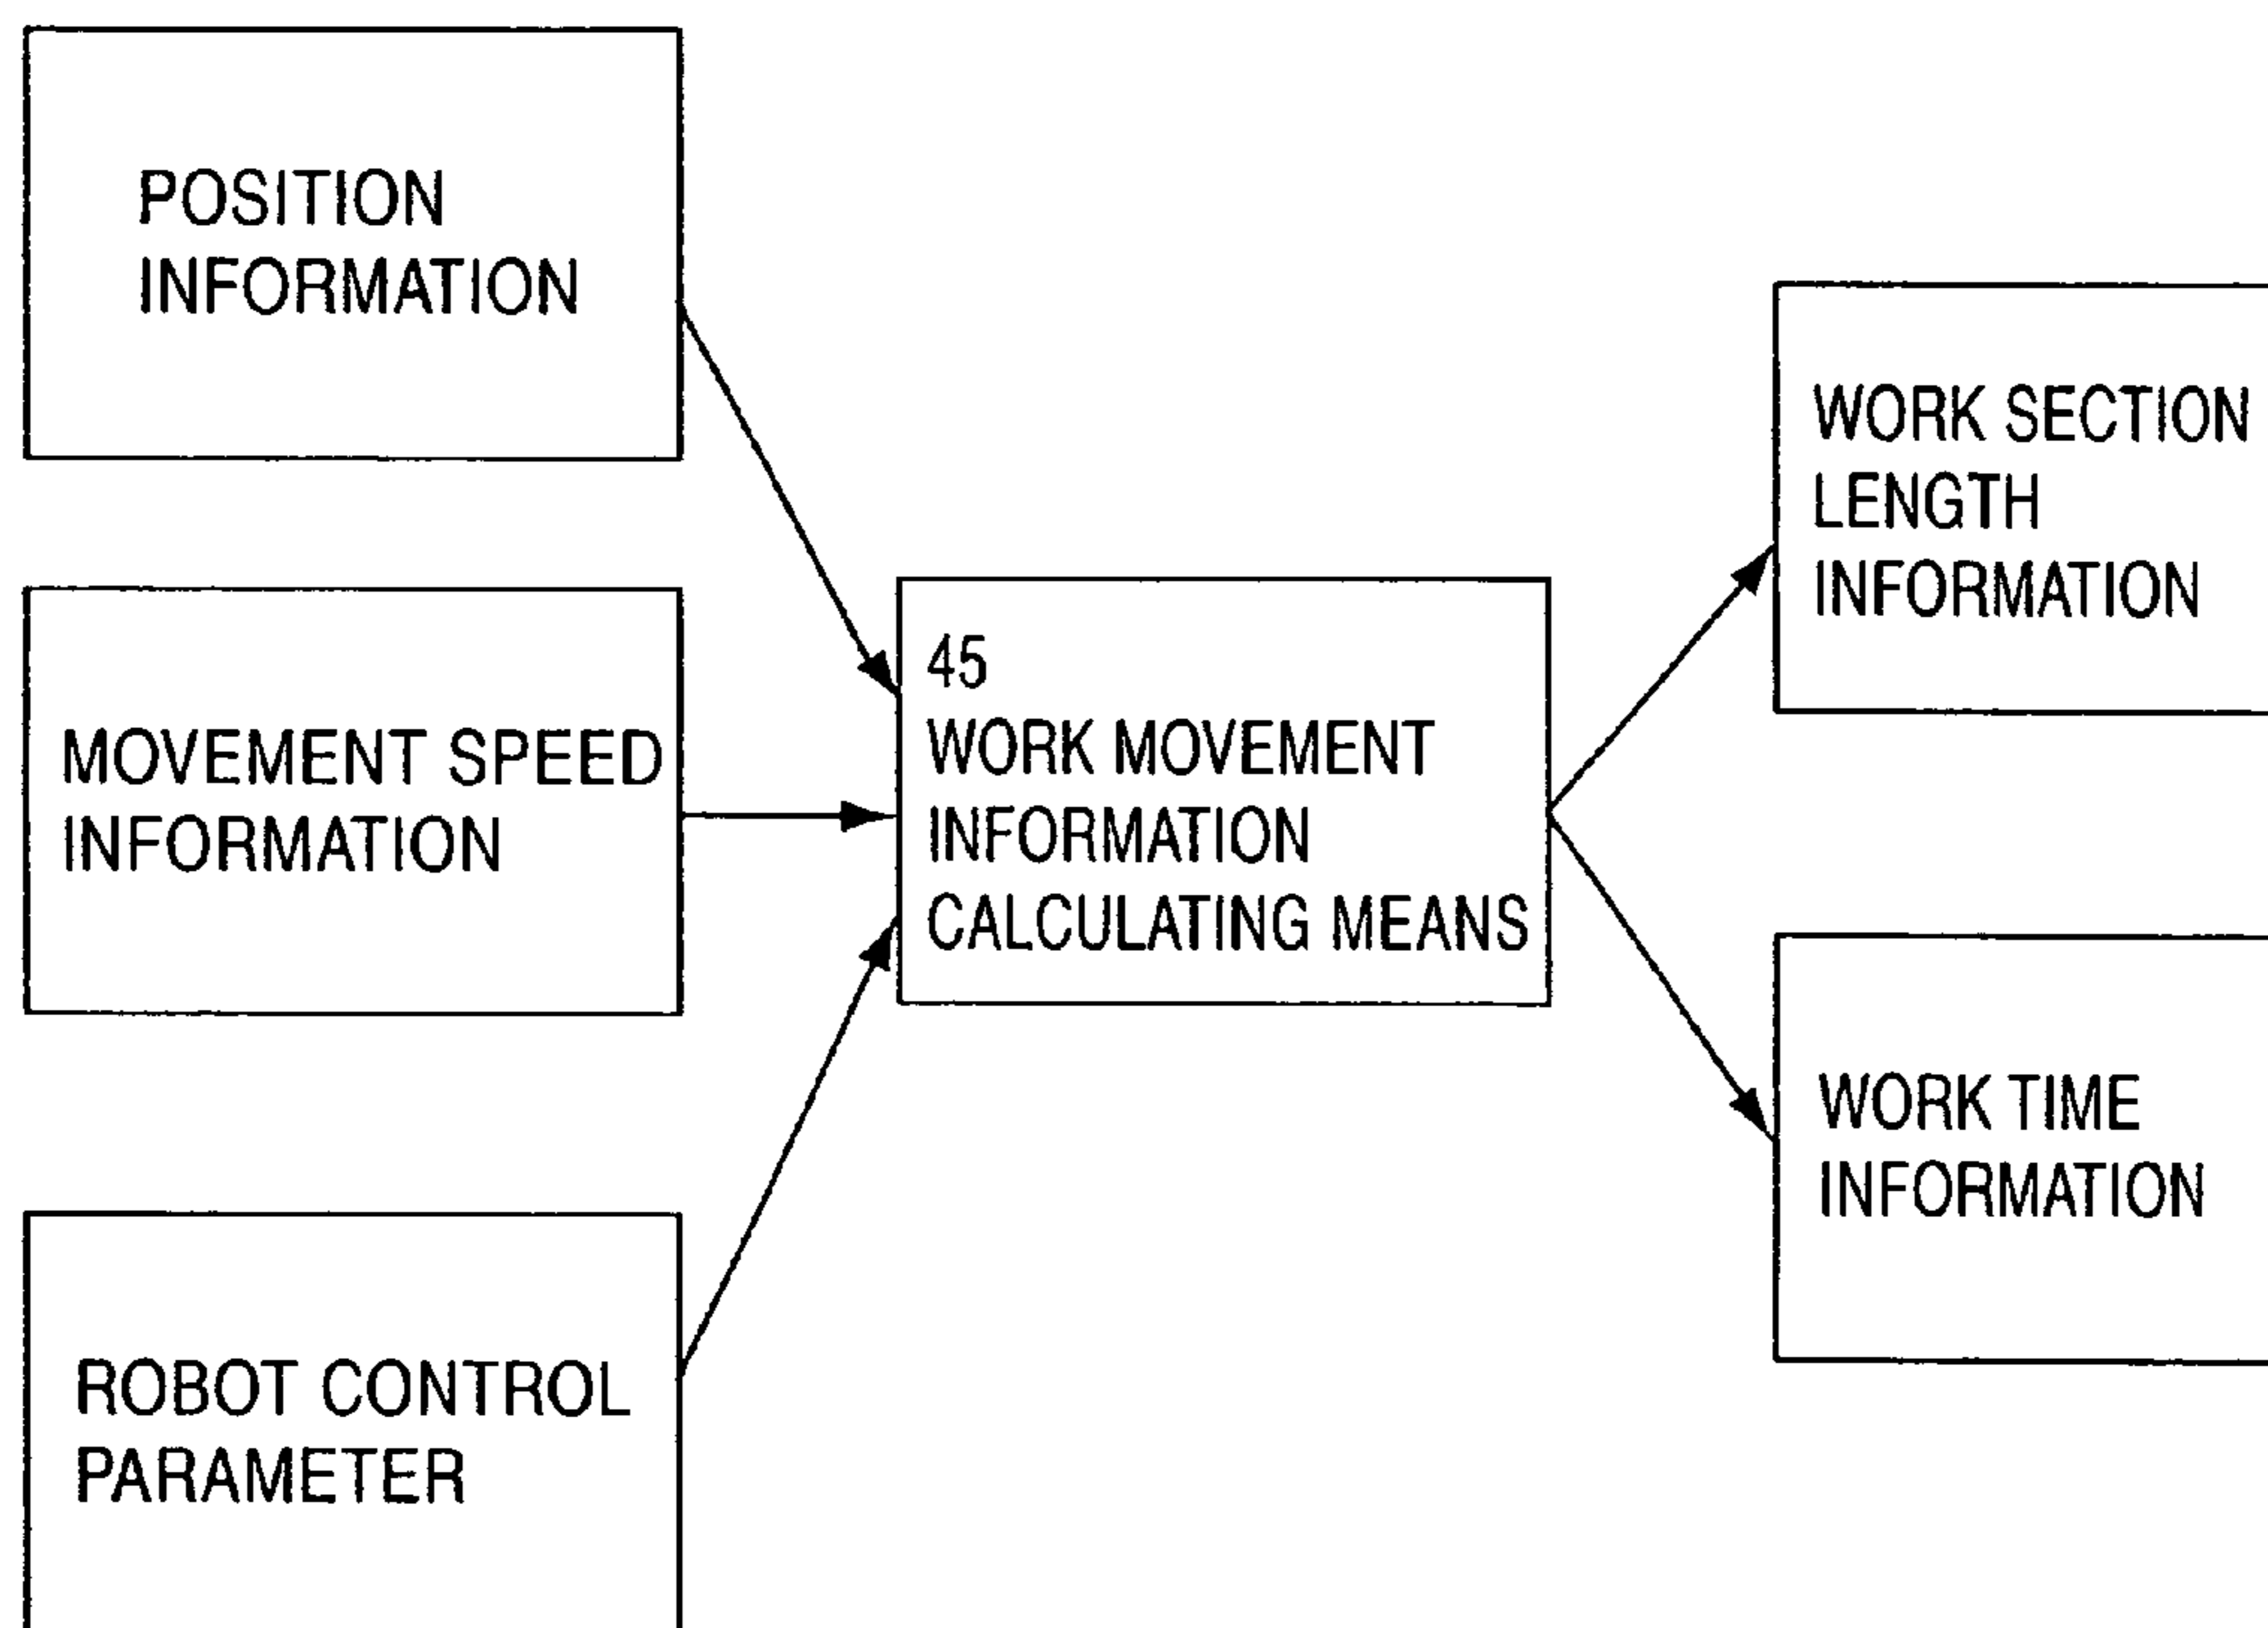 POSITION
INFORMATION
MOVEMENT SPEED
INFORMATION
ROBOT CONTROL
PARAMETER
45
WORK MOVEMENT
INFORMATION
CALCULATING MEANS
WORK SECTION
LENGTH
INFORMATION
WORK TIME
INFORMATION